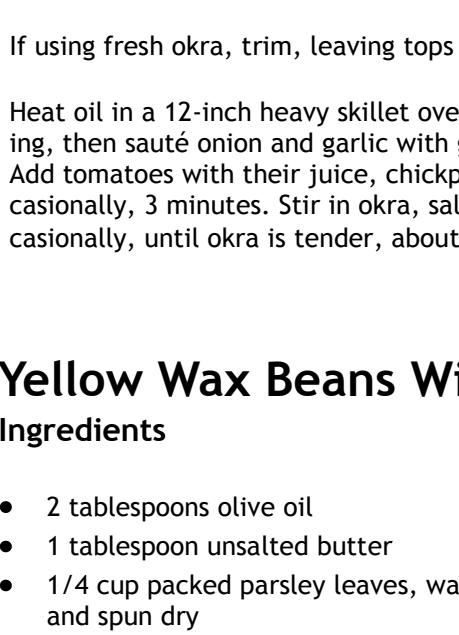 If using fresh okra, trim, leaving tops
Heat oil in a 12-inch heavy skillet ove
ing, then sauté onion and garlic with
Add tomatoes with their juice, chickp
casionally, 3 minutes. Stir in okra, sal
casionally, until okra is tender, about
Yellow Wax Beans Wi
Ingredients
• 2 tablespoons olive oil
• 1 tablespoon unsalted butter
• 1/4 cup packed parsley leaves, wa
and spun dry